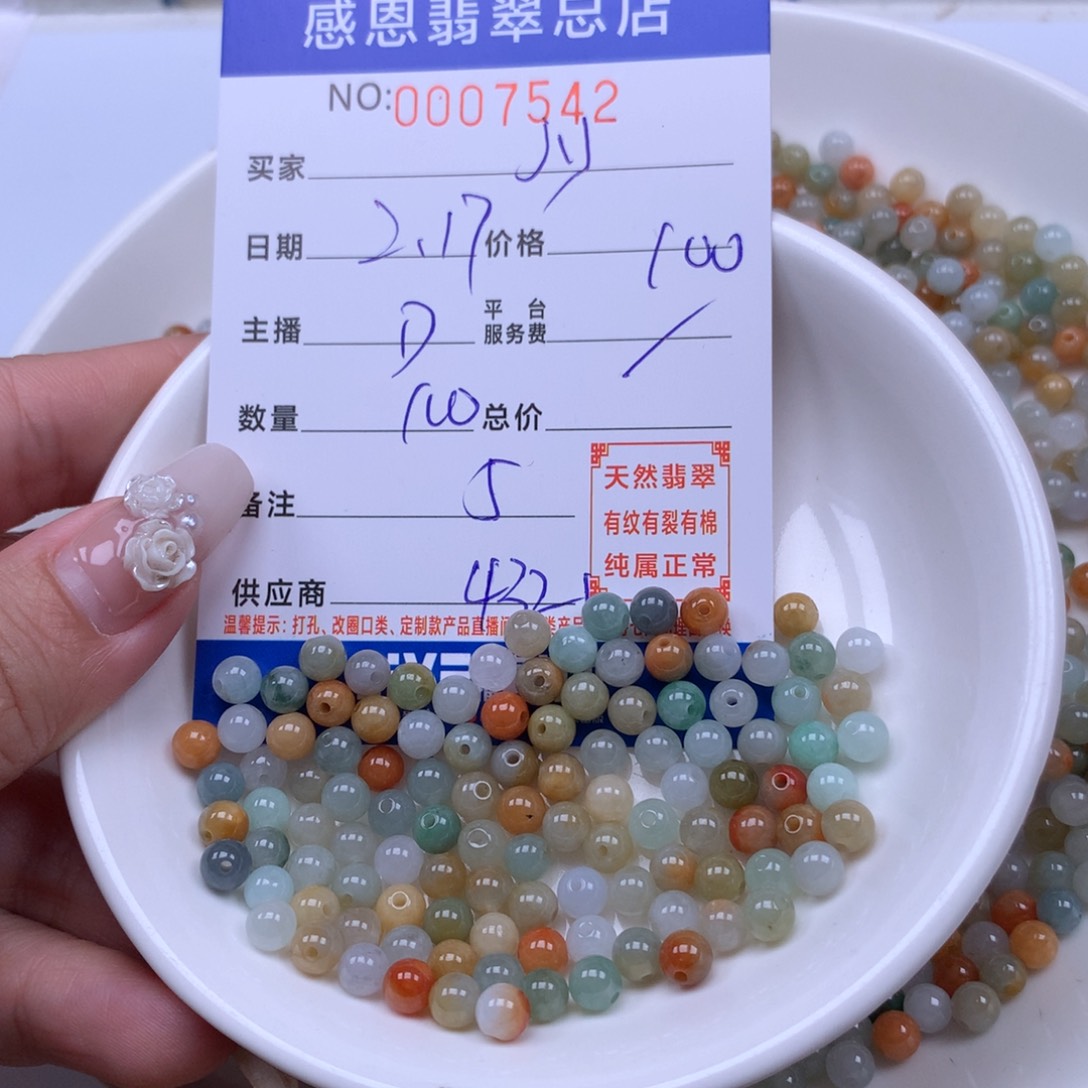 感恩翡翠总店
NO:0007542
买家 川
日期 2.17 价格 100
主播 D 平台服务费 /
数量 100 总价
备注 5
天然翡翠
有纹有裂有棉
纯属正常
供应商 432
温馨提示：打孔、改圈口类、定制款产品直播